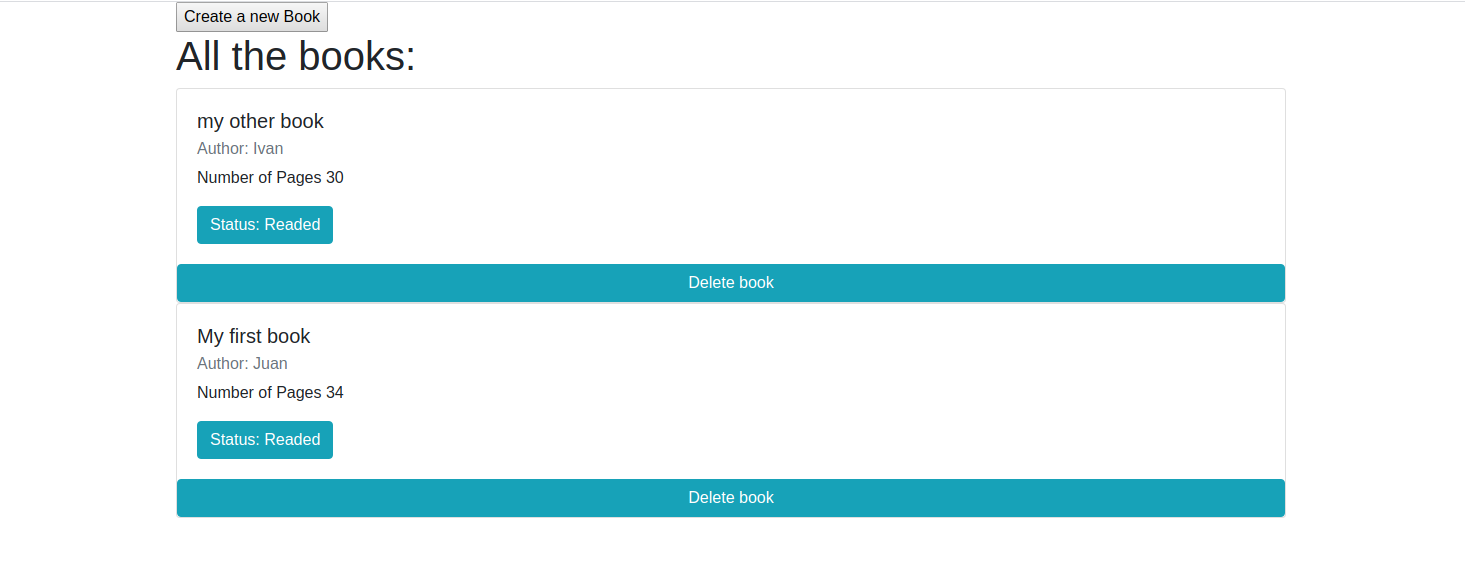 Create a new Book
All the books:
my other book
Author: Ivan
Number of Pages 30
Status: Readed
Delete book
My first book
Author: Juan
Number of Pages 34
Status: Readed
Delete book